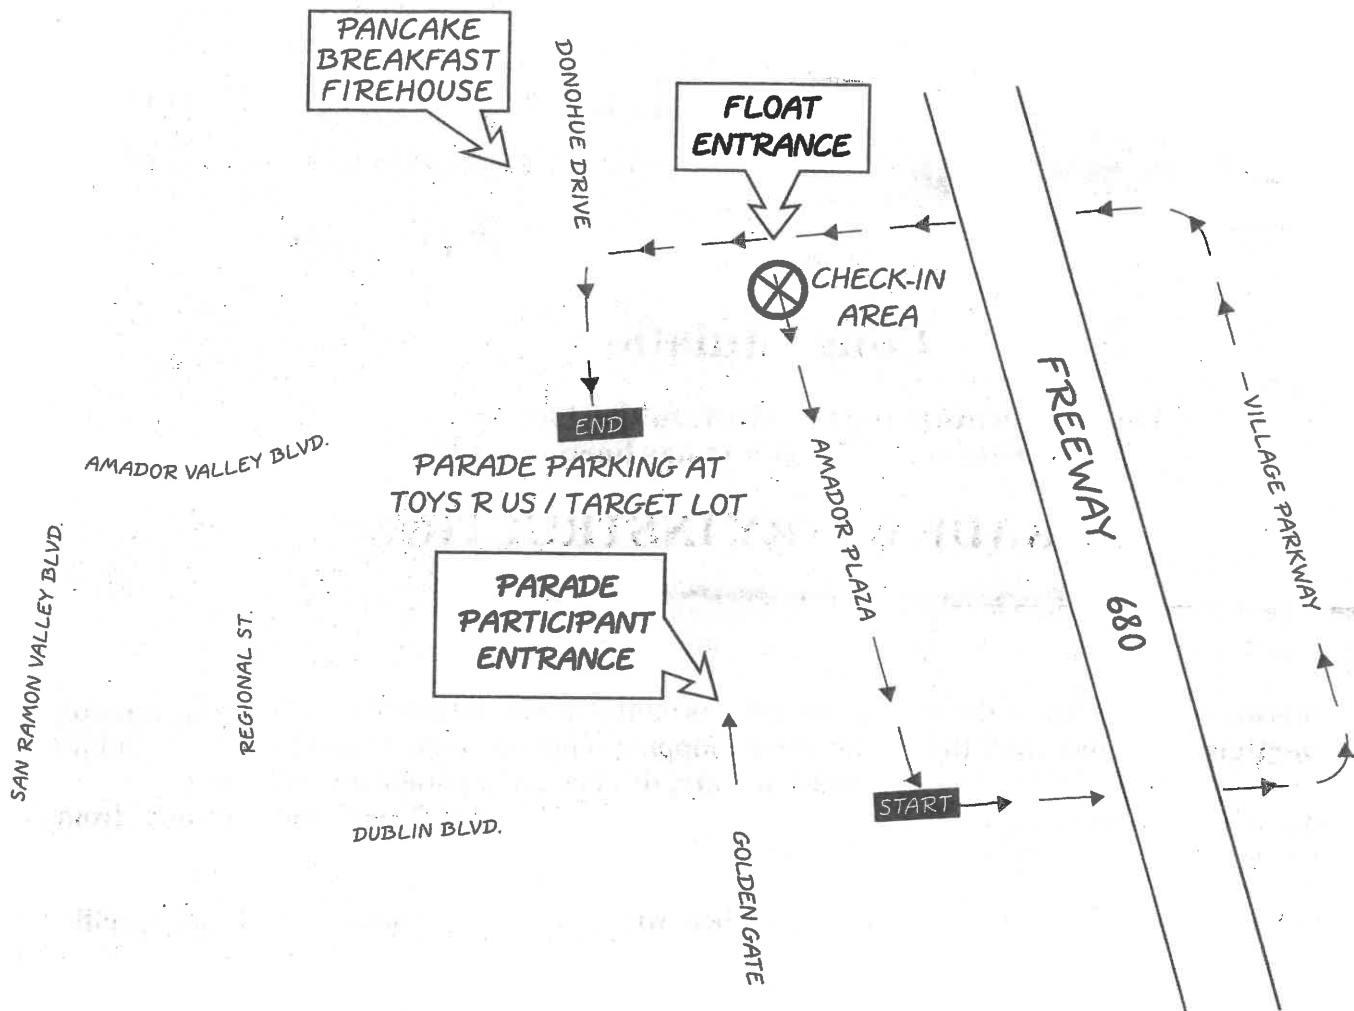 PANCAKE
BREAKFAST
FIREHOUSE
DONOHUE DRIVE
FLOAT
ENTRANCE
CHECK-IN
AREA
FREEWAY 680
VILLAGE PARKWAY
END
AMADOR VALLEY BLVD.
PARADE PARKING AT
TOYS R US / TARGET LOT
AMADOR PLAZA
SAN RAMON VALLEY BLVD.
REGIONAL ST.
PARADE
PARTICIPANT
ENTRANCE
START
DUBLIN BLVD.
GOLDEN GATE